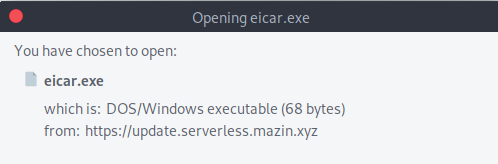 Opening eicar.exe
You have chosen to open:
eicar.exe
which is: DOS/Windows executable (68 bytes)
from: https://update.serverless.mazin.xyz